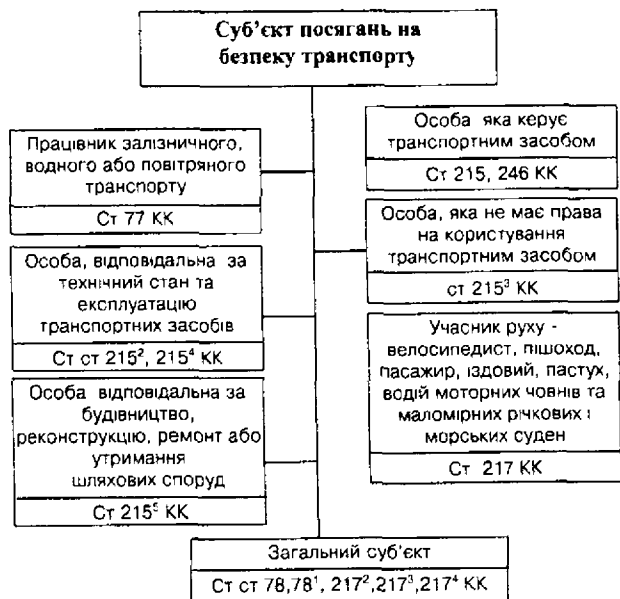 Суб’єкт посягань на
безпеку транспорту
Працівник залізничного,
водного або повітряного
транспорту
Ст 77 КК
Особа, відповідальна за
технічний стан та
експлуатацію
транспортних засобів
Ст ст 215², 215⁴ КК
Особа відповідальна за
будівництво,
реконструкцію, ремонт або
утримання
шляхових споруд
Ст 215⁵ КК
Особа яка керує
транспортним засобом
Ст 215, 246 КК
Особа, яка не має права
на користування
транспортним засобом
ст 215³ КК
Учасник руху -
велосипедист, пішоход,
пасажир, їздовий, пастух,
водій моторних човнів та
маломірних річкових і
морських суден
Ст 217 КК
Загальний суб’єкт
Ст ст 78,78¹, 217²,217³,217⁴ КК